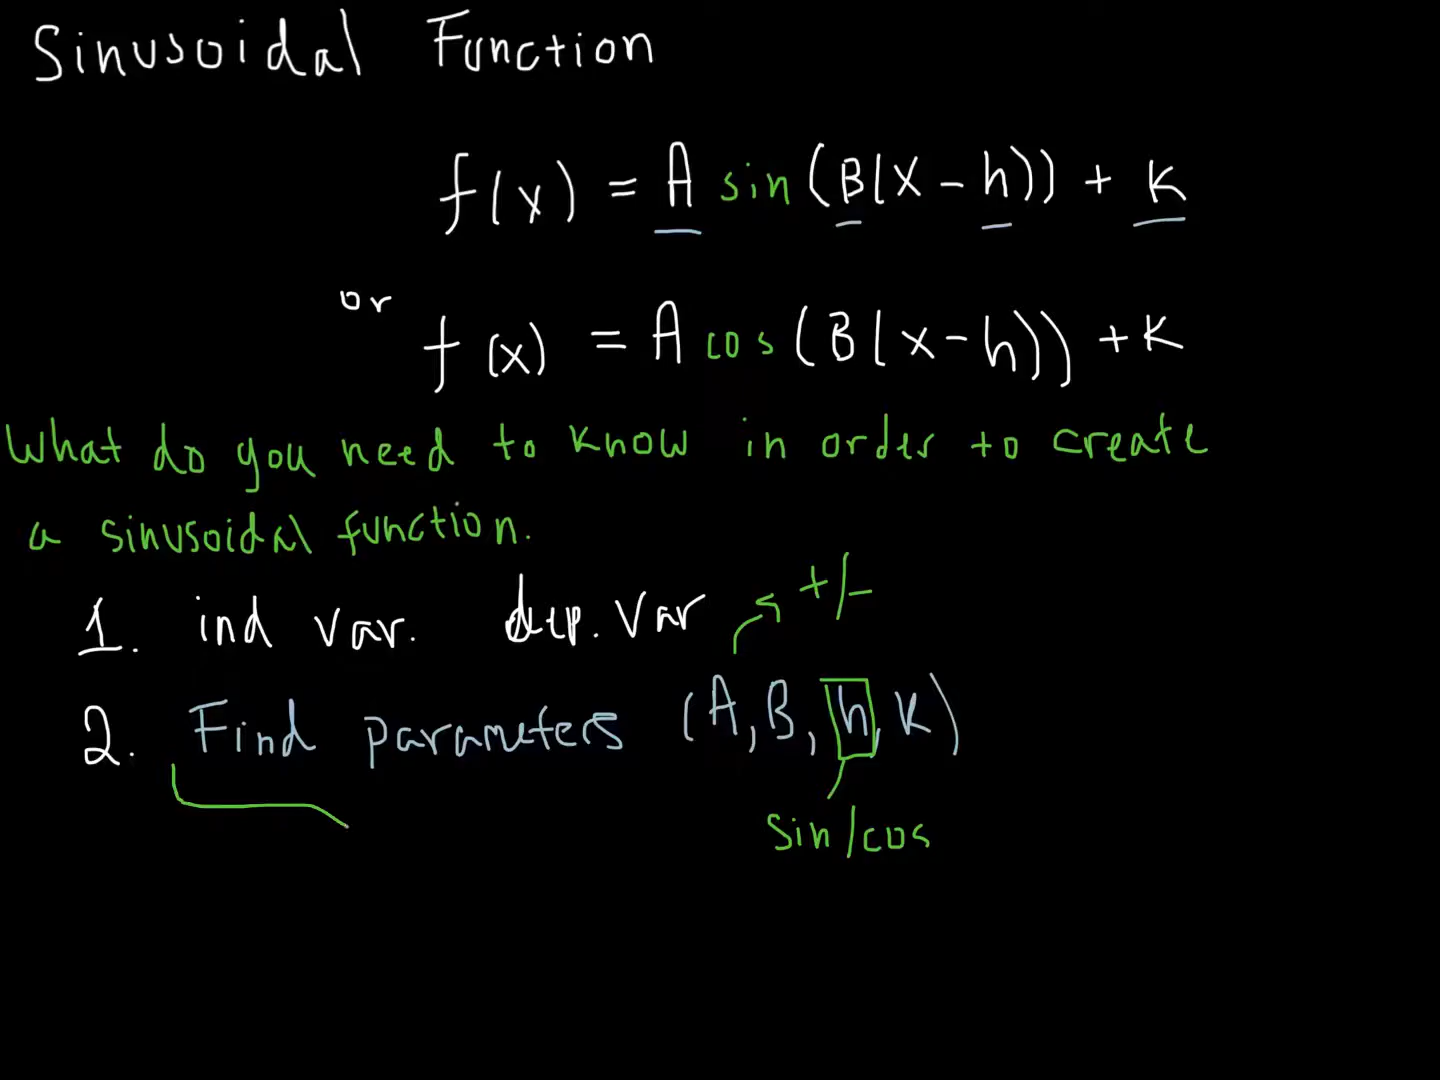 Sinusoidal Function
f(x) = A sin(B(x-h)) + K
or
f(x) = A cos(B(x-h)) + K
What do you need to know in order to create
a sinusoidal function.
+/-
1. ind var. dep. var
2. Find parameters (A, B, h, K)
sin/cos